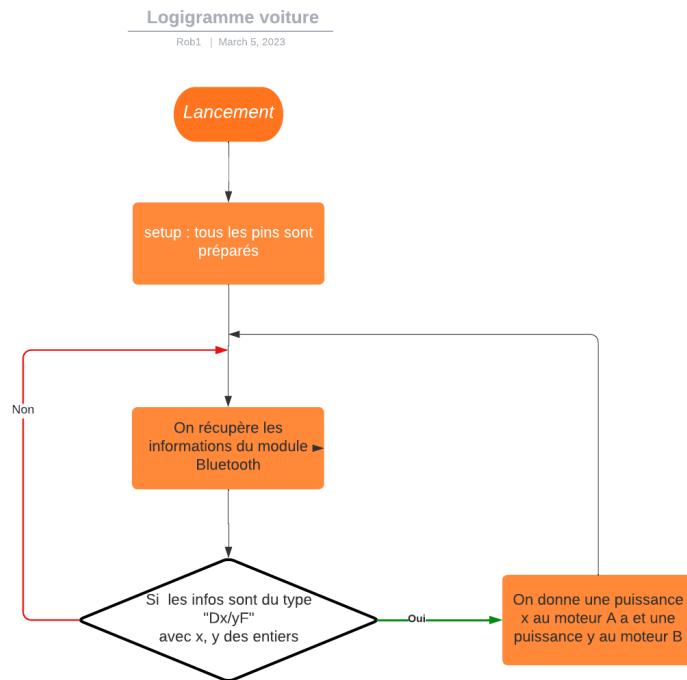 Logigramme voiture
Rob1 | March 5, 2023
Lancement
setup : tous les pins sont
préparés
Non
On récupère les
informations du module
Bluetooth
Si les infos sont du type
"Dx/yF"
avec x, y des entiers
Oui
On donne une puissance
x au moteur A a et une
puissance y au moteur B